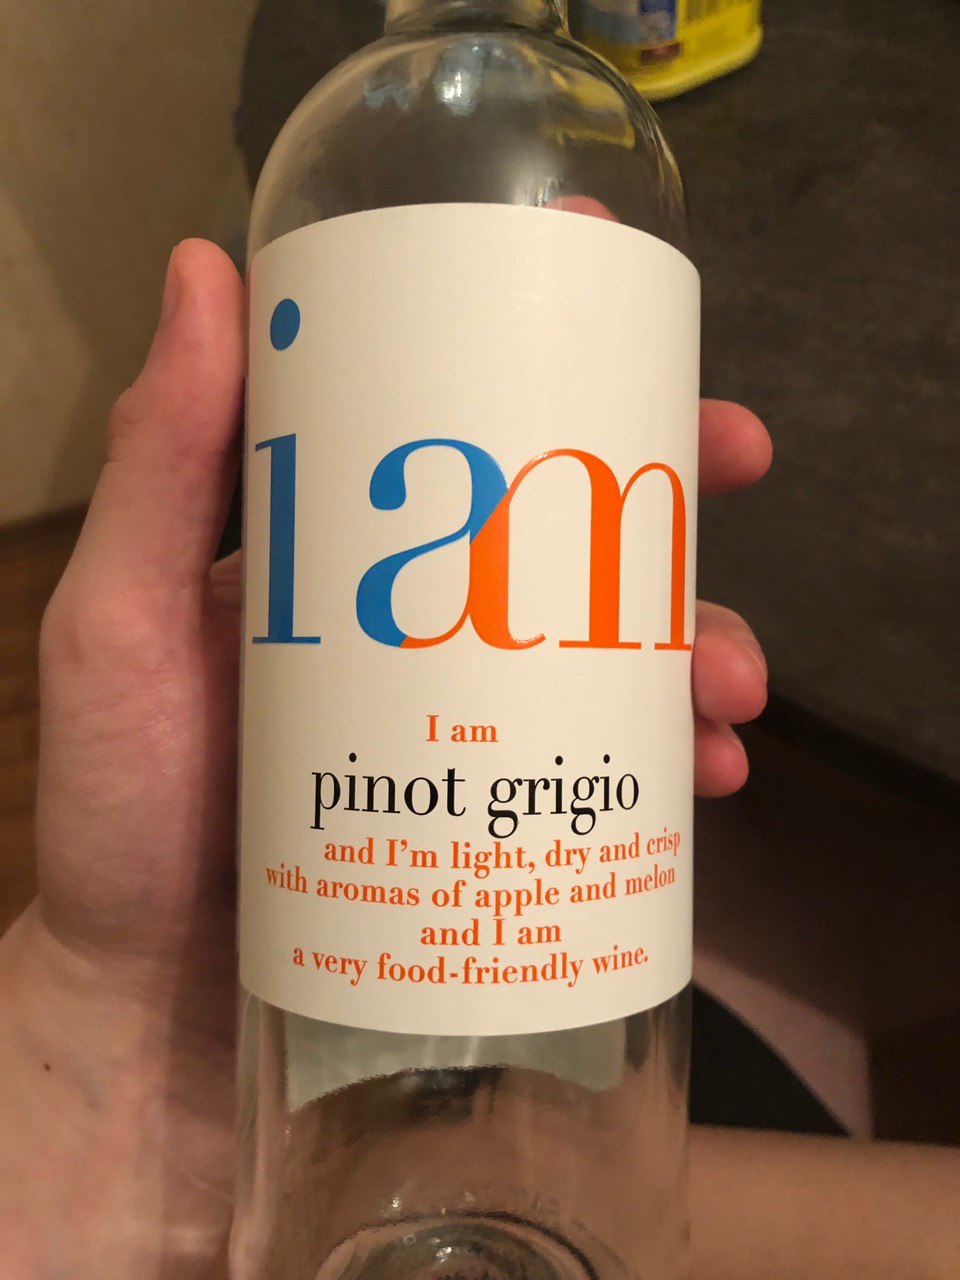 i am
I am
pinot grigio
and I'm light, dry and crisp
with aromas of apple and melon
and I am
a very food-friendly wine.